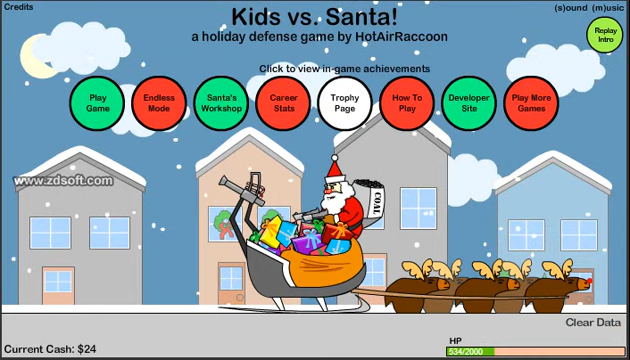 Credits
Kids vs. Santa!
(s)ound (m)usic
a holiday defense game by HotAirRaccoon
Replay
Intro
Click to view in-game achievements
Play
Game
Endless
Mode
Santa's
Workshop
Career
Stats
Trophy
Page
How To
Play
Developer
Site
Play More
Games
www.zdsoft.com
COAL
Clear Data
Current Cash: $24
HP
534/2000